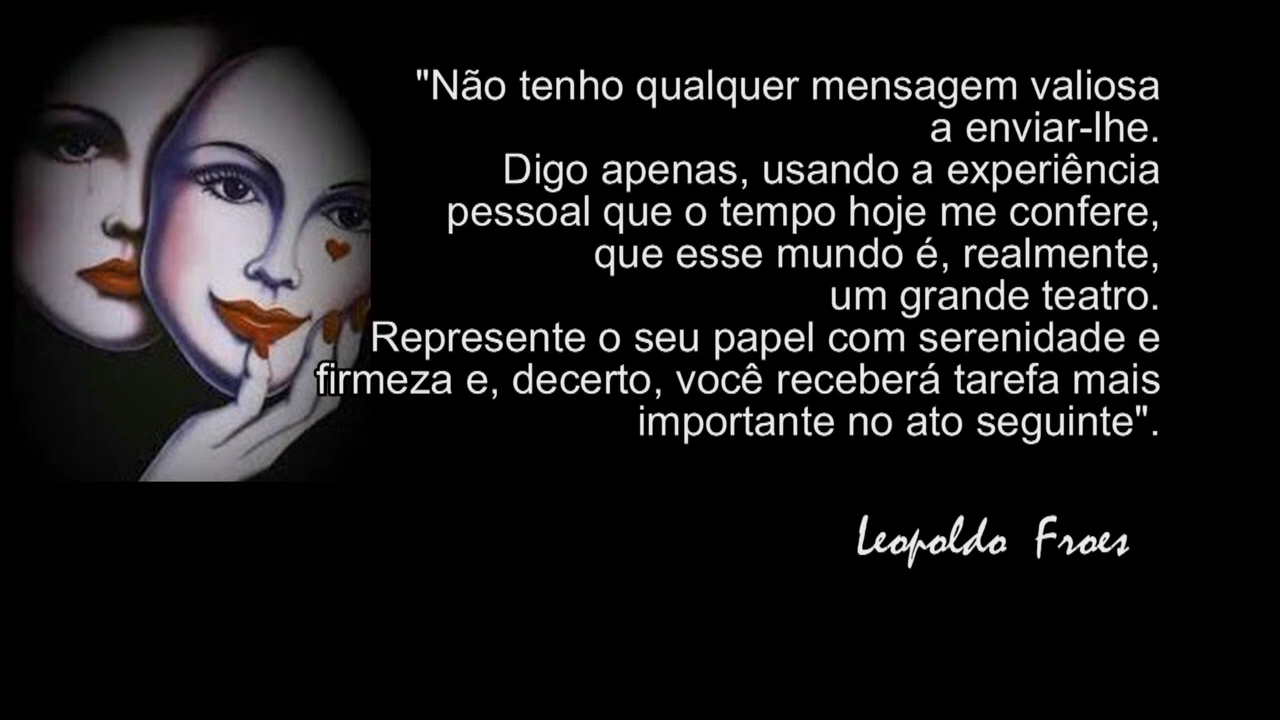 "Não tenho qualquer mensagem valiosa
a enviar-lhe.
Digo apenas, usando a experiência
pessoal que o tempo hoje me confere,
que esse mundo é, realmente,
um grande teatro.
Represente o seu papel com serenidade e
firmeza e, decerto, você receberá tarefa mais
importante no ato seguinte".
Leopoldo Froes